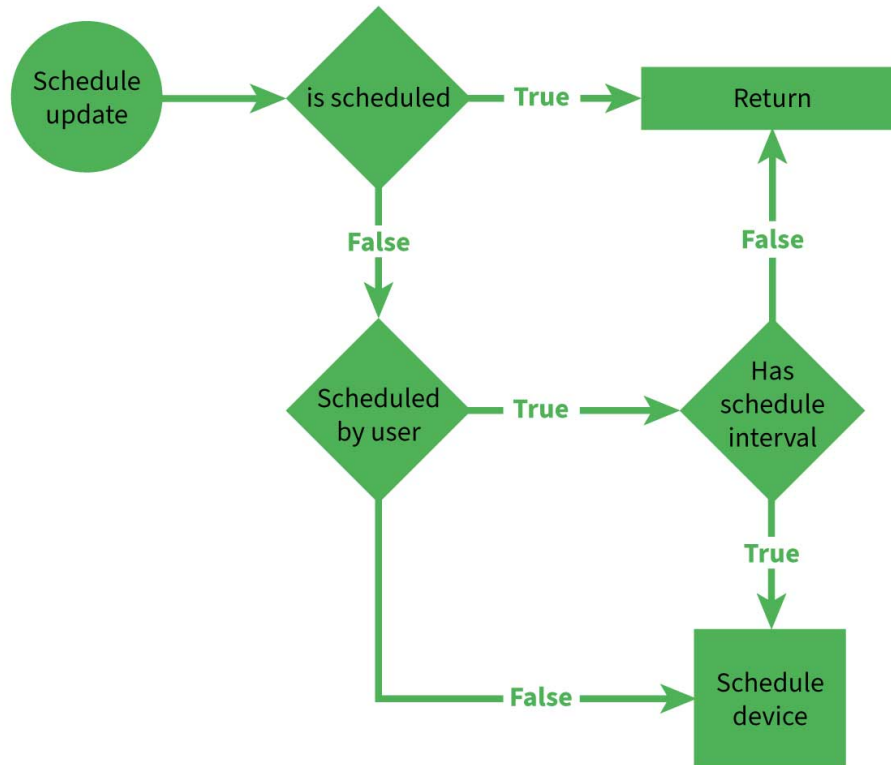 Schedule
update
is scheduled
True
Return
False
False
Scheduled
by user
True
Has
schedule
interval
True
False
Schedule
device